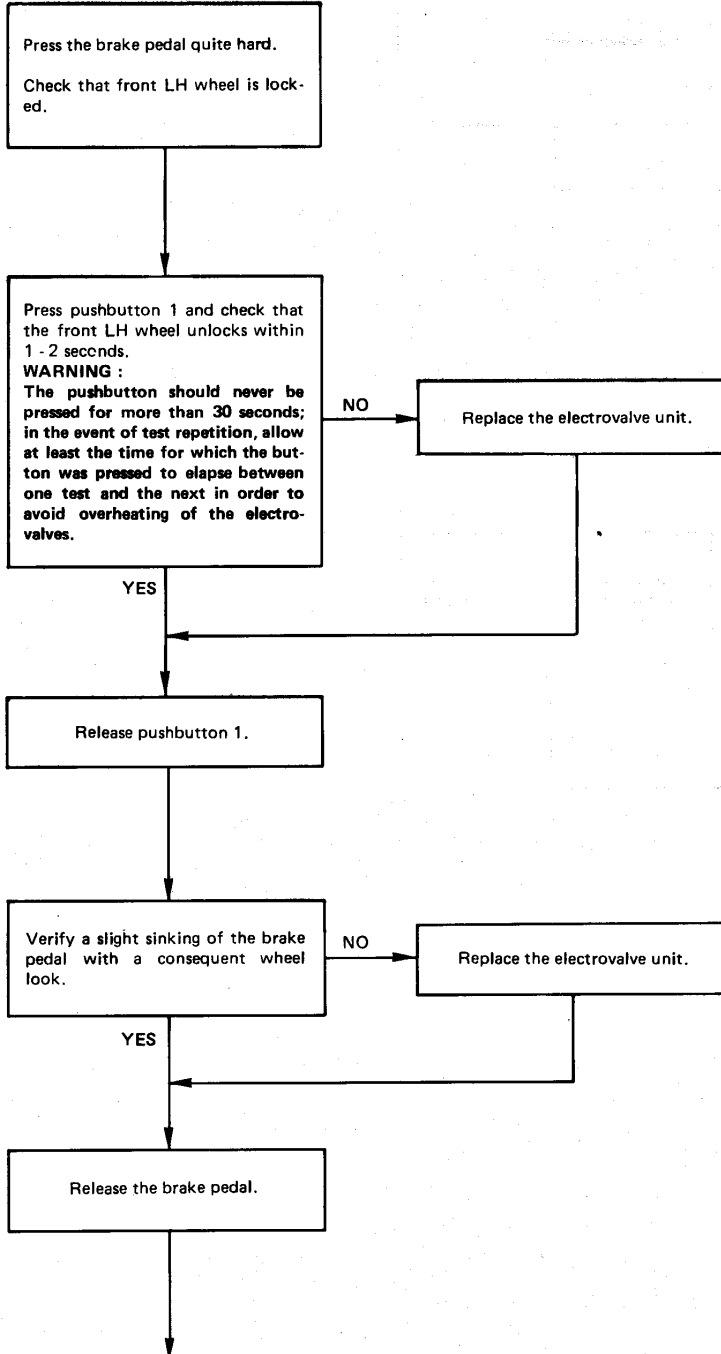 Press the brake pedal quite hard.
Check that front LH wheel is lock-
ed.
Press pushbutton 1 and check that
the front LH wheel unlocks within
1 - 2 seconds.
WARNING :
The pushbutton should never be
pressed for more than 30 seconds;
in the event of test repetition, allow
at least the time for which the but-
ton was pressed to elapse between
one test and the next in order to
avoid overheating of the electro-
valves.
NO
Replace the electrovalve unit.
YES
Release pushbutton 1.
Verify a slight sinking of the brake
pedal with a consequent wheel
look.
NO
Replace the electrovalve unit.
YES
Release the brake pedal.